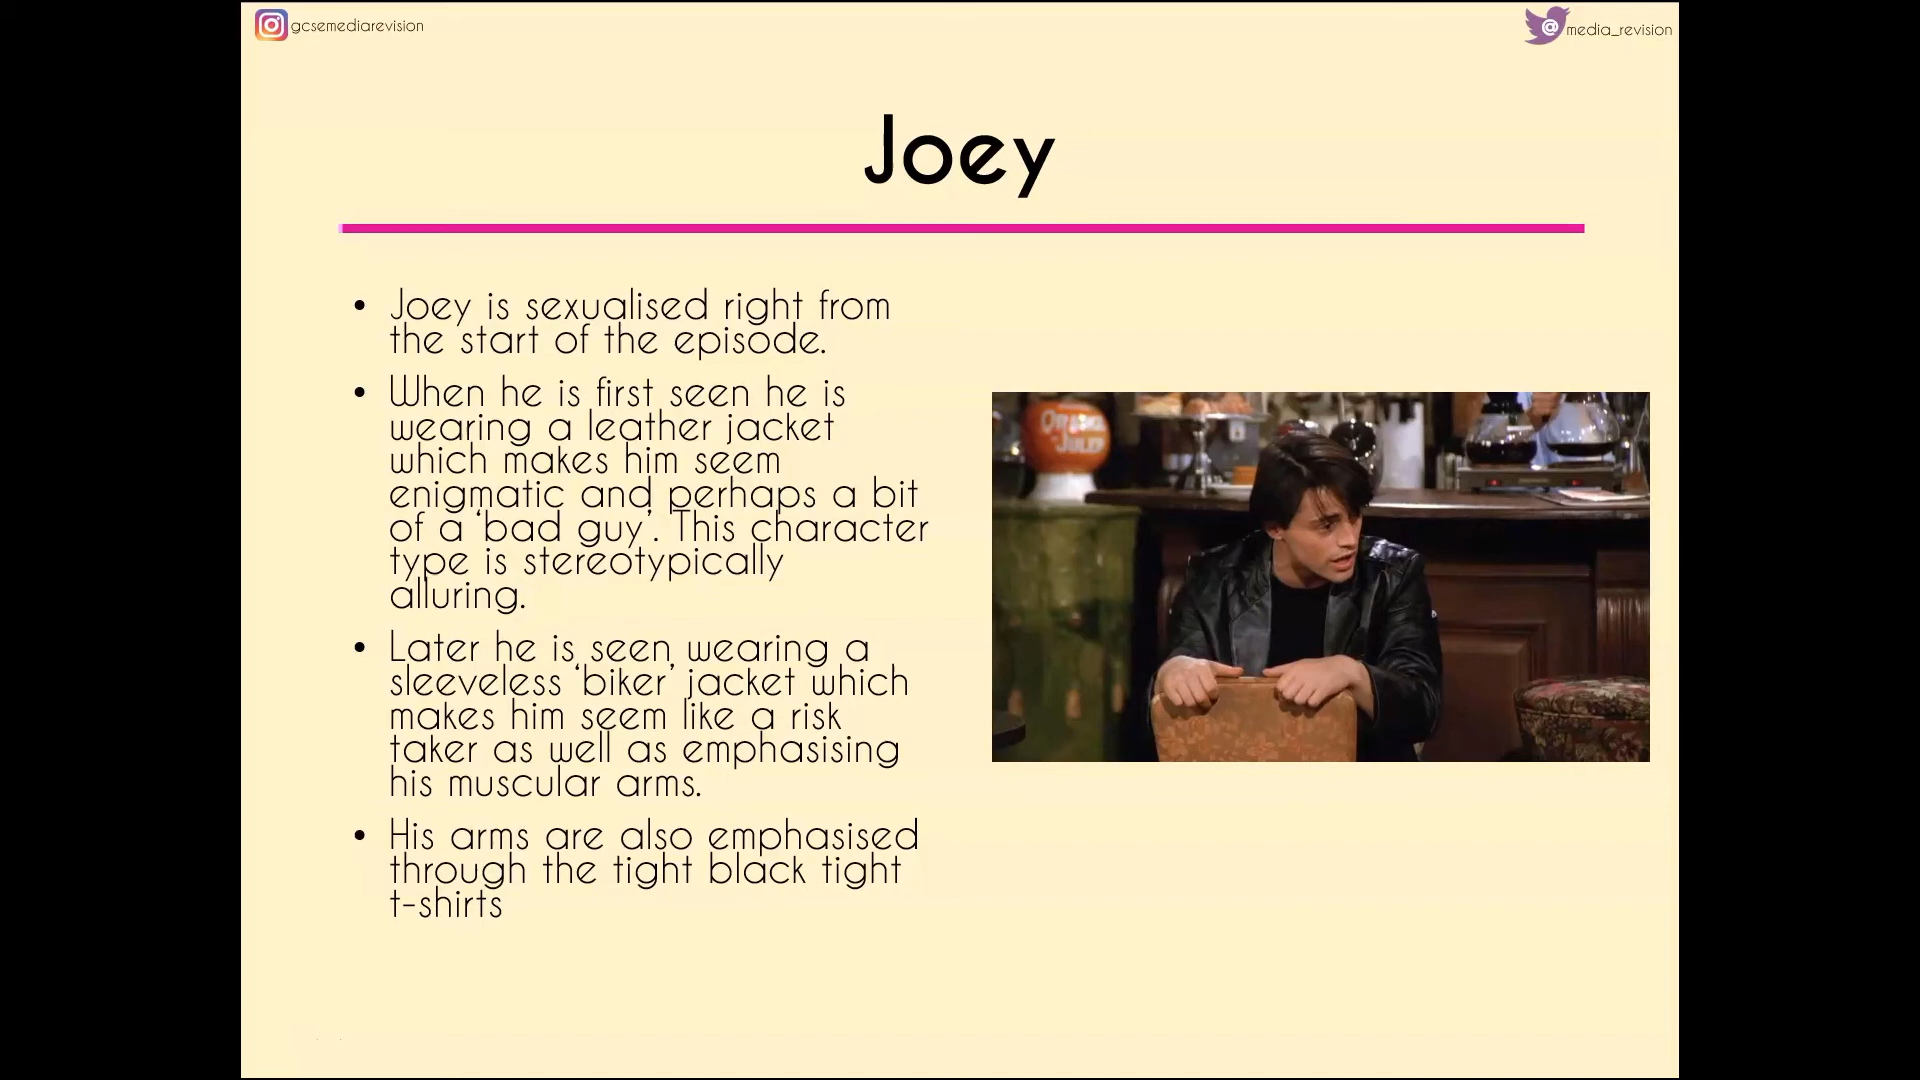 gcsemediarevision
@media_revision
Joey
• Joey is sexualised right from
the start of the episode.
• When he is first seen he is
wearing a leather jacket
which makes him seem
enigmatic and perhaps a bit
of a ‘bad guy’. This character
type is stereotypically
alluring.
• Later he is seen wearing a
sleeveless ‘biker’ jacket which
makes him seem like a risk
taker as well as emphasising
his muscular arms.
• His arms are also emphasised
through the tight black tight
t-shirts